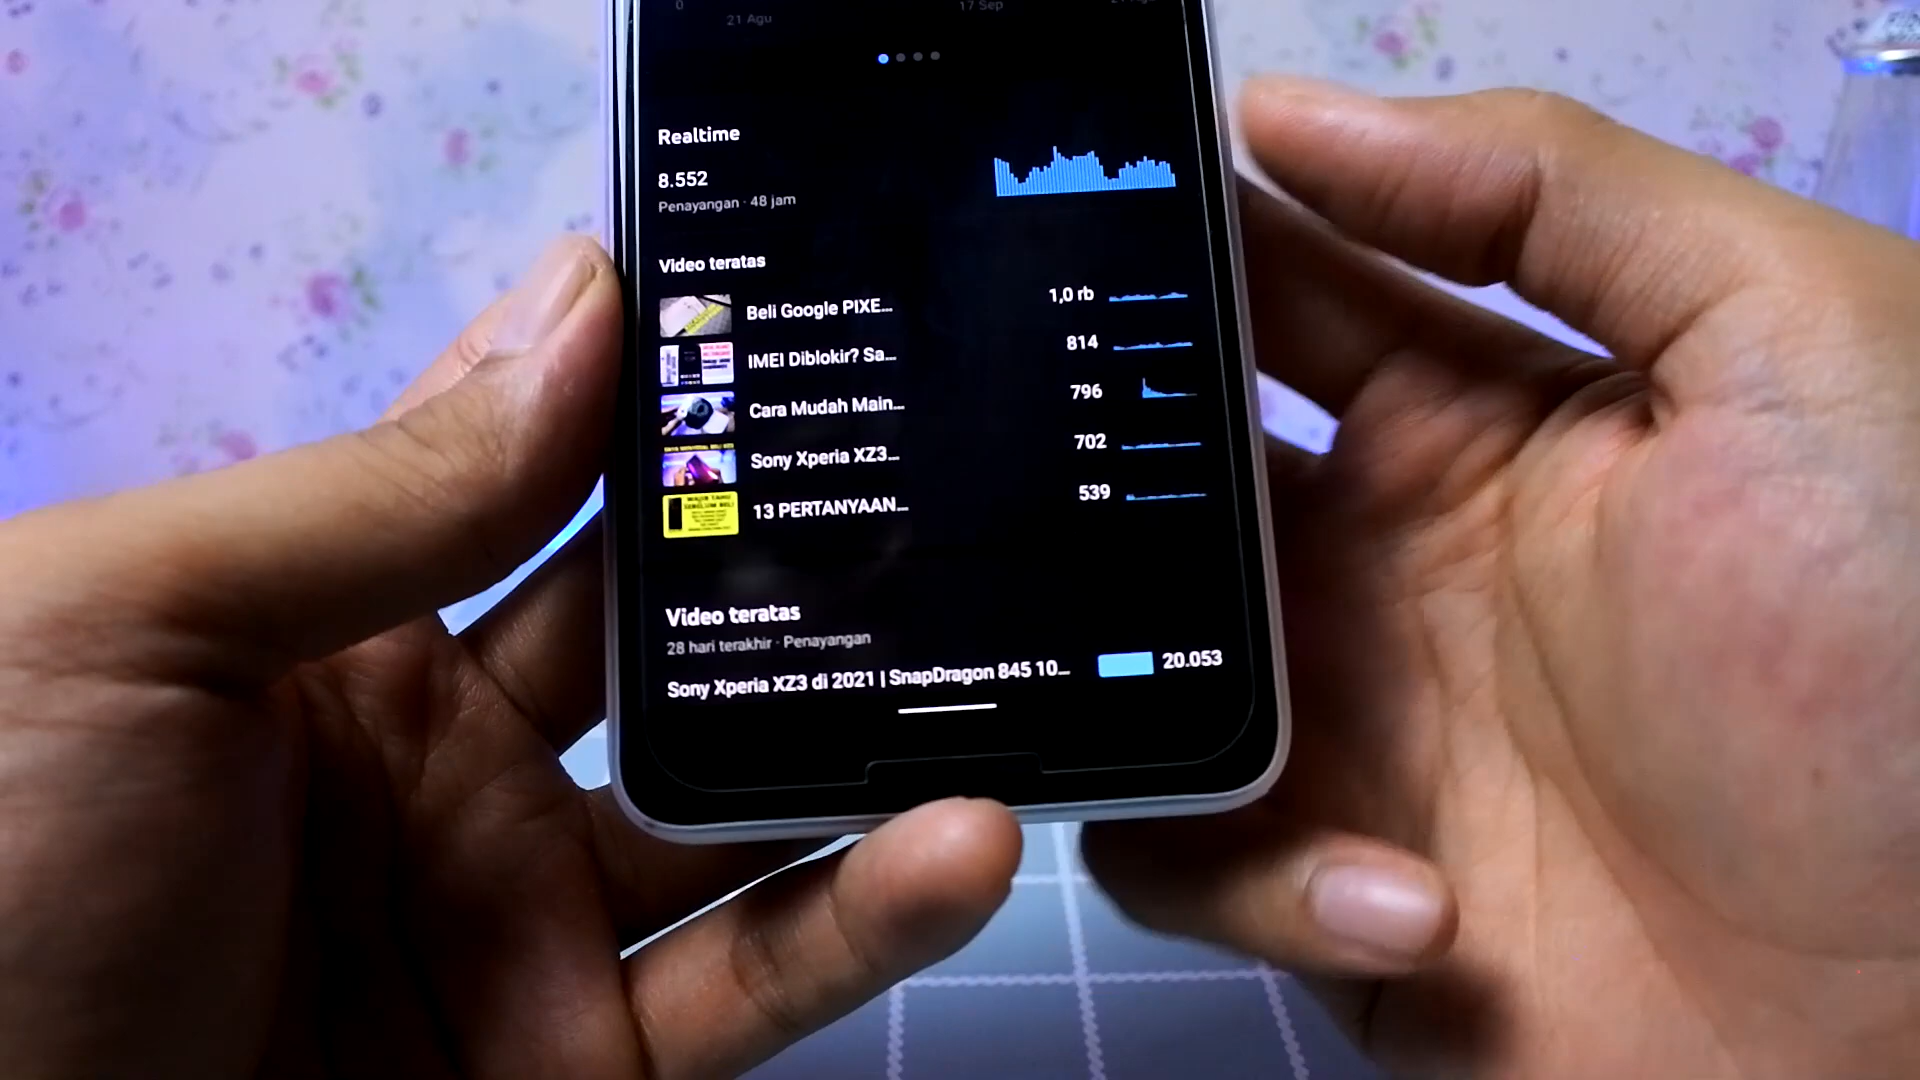 0
21 Agu
17 Sep
Realtime
8.552
Penayangan · 48 jam
Video teratas
Beli Google PIXE... 1,0 rb
IMEI Diblokir? Sa... 814
Cara Mudah Main... 796
Sony Xperia XZ3... 702
13 PERTANYAAN... 539
Video teratas
28 hari terakhir · Penayangan
Sony Xperia XZ3 di 2021 | SnapDragon 845 10... 20.053